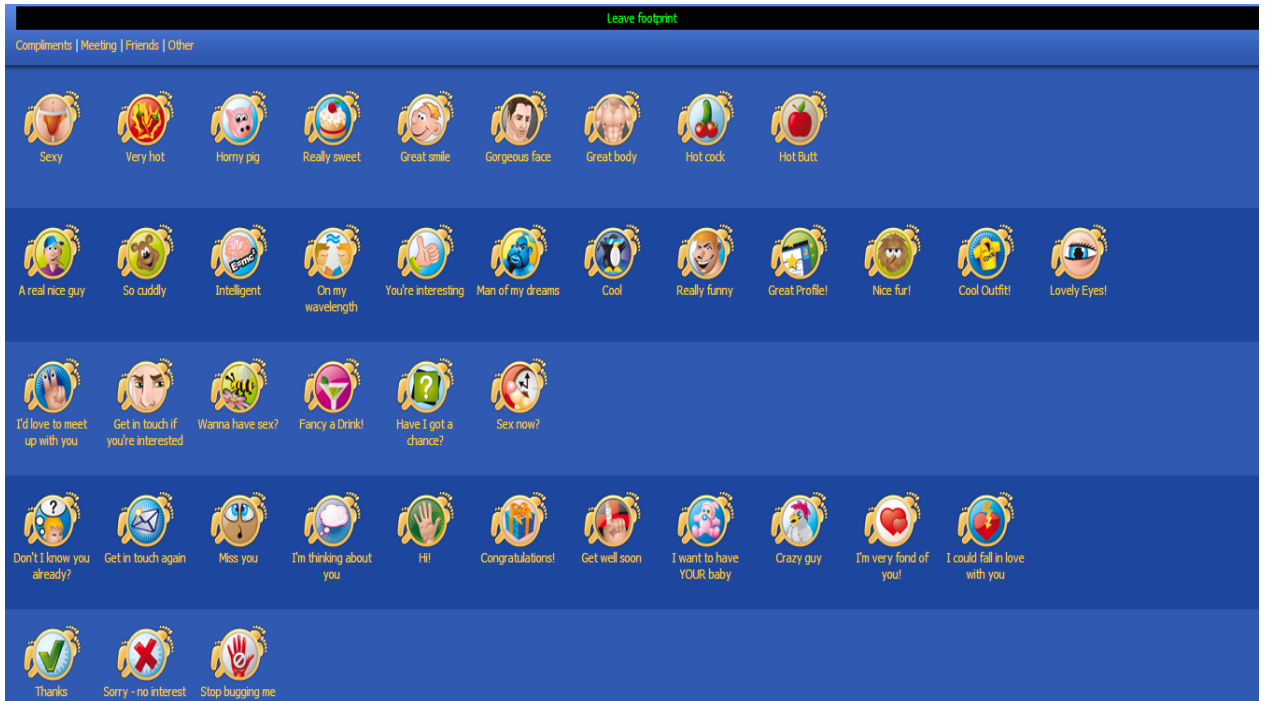 Leave footprint
Compliments | Meeting | Friends | Other
Sexy Very hot Horny pig Really sweet Great smile Gorgeous face Great body Hot cock Hot Butt
E=mc²
COCK
A real nice guy So cuddly Intelligent On my wavelength You're interesting Man of my dreams Cool Really funny Great Profile! Nice fur! Cool Outfit! Lovely Eyes!
?
I'd love to meet up with you Get in touch if you're interested Wanna have sex? Fancy a Drink! Have I got a chance? Sex now?
?
Don't I know you already? Get in touch again Miss you I'm thinking about you Hi! Congratulations! Get well soon I want to have YOUR baby Crazy guy I'm very fond of you! I could fall in love with you
Thanks Sorry - no interest Stop bugging me